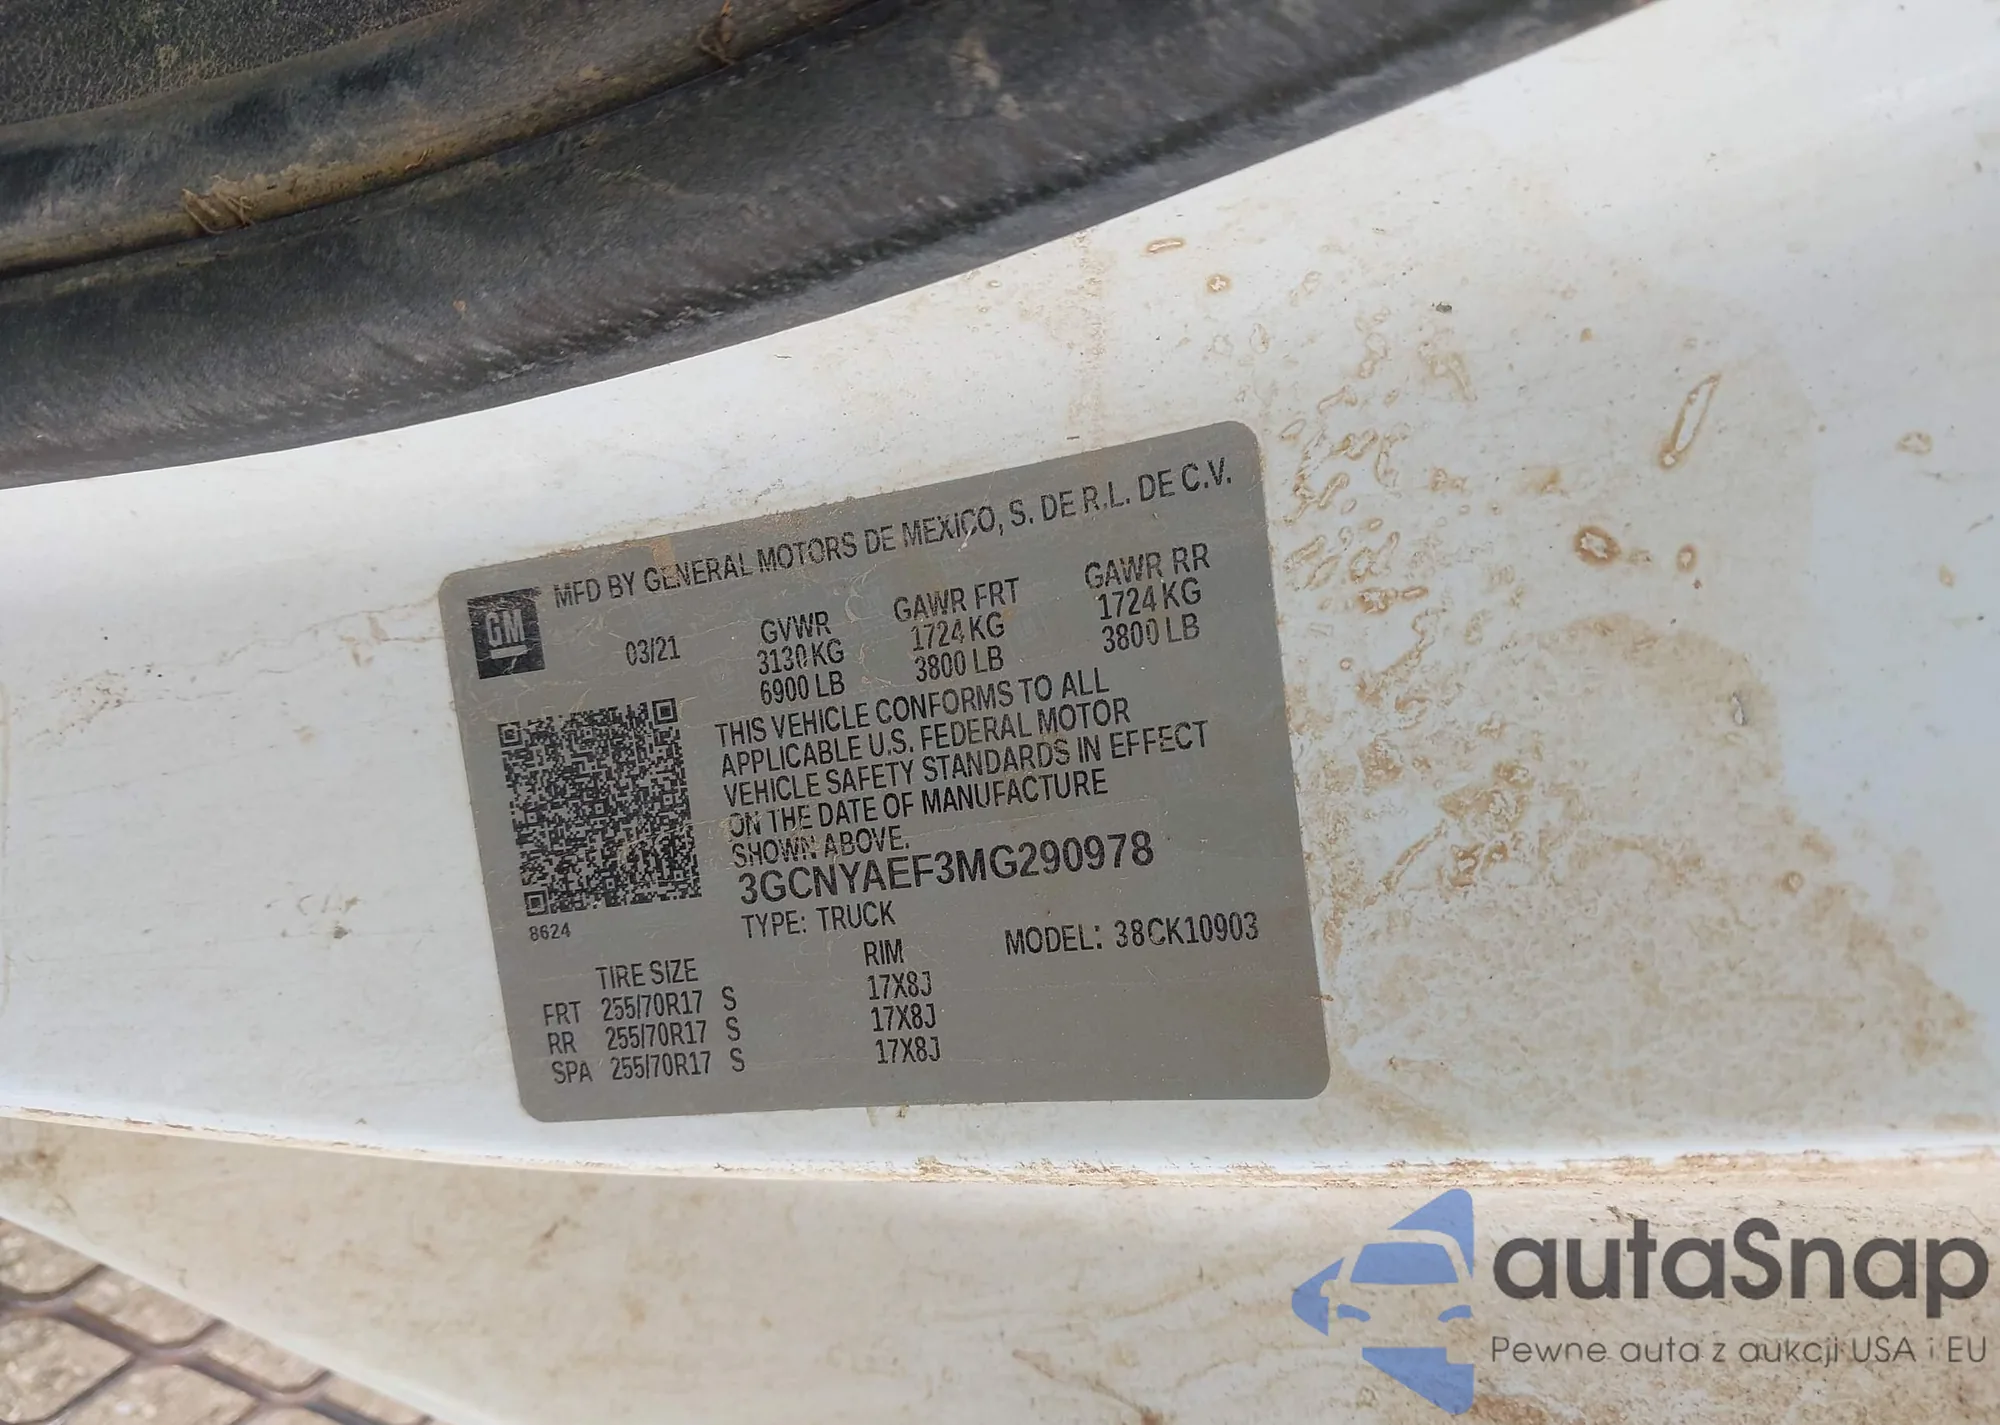 MFD BY GENERAL MOTORS DE MEXICO, S. DE R.L. DE C.V.
GM
03/21
GVWR
3130 KG
6900 LB
GAWR FRT
1724 KG
3800 LB
GAWR RR
1724 KG
3800 LB
THIS VEHICLE CONFORMS TO ALL
APPLICABLE U.S. FEDERAL MOTOR
VEHICLE SAFETY STANDARDS IN EFFECT
ON THE DATE OF MANUFACTURE
SHOWN ABOVE.
3GCNYAEF3MG290978
TYPE: TRUCK
MODEL: 38CK10903
8624
TIRE SIZE RIM
FRT 255/70R17 S 17X8J
RR 255/70R17 S 17X8J
SPA 255/70R17 S 17X8J
autaSnap
Pewne auta z aukcji USA i EU